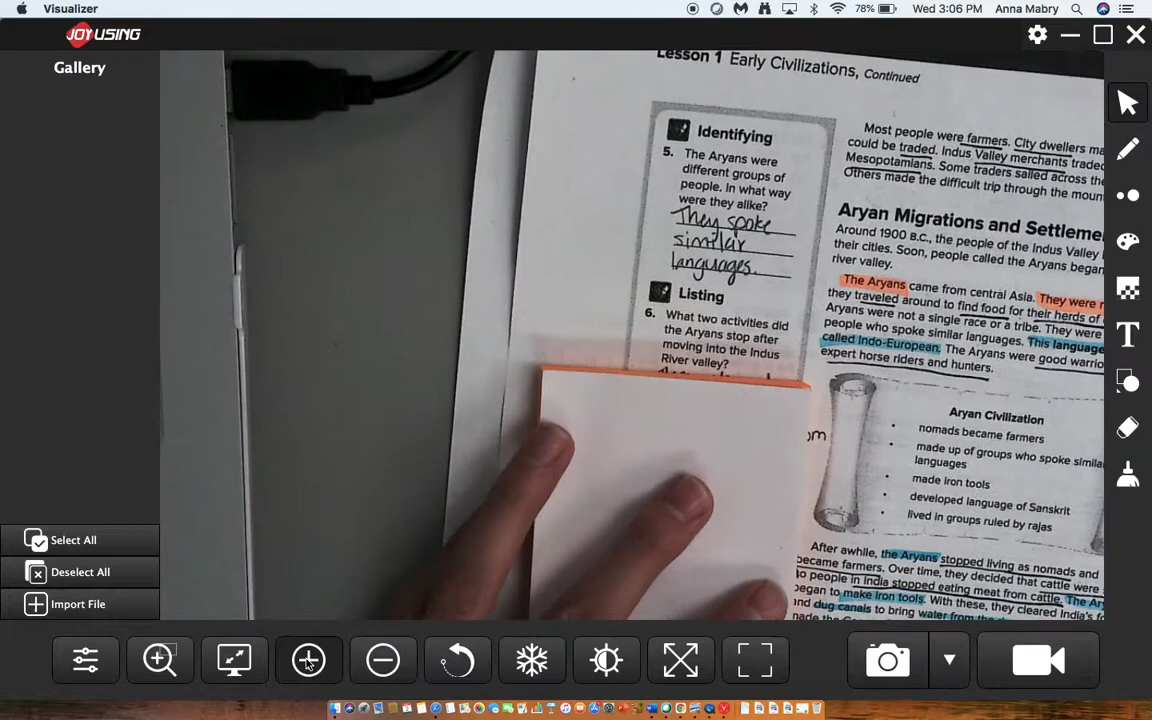 Visualizer
78%
Wed 3:06 PM
Anna Mabry
JOYUSING
Gallery
Lesson 1 Early Civilizations, Continued
Identifying
5. The Aryans were
different groups of
people. In what way
were they alike?
They spoke
similar
languages.
Listing
6. What two activities did
the Aryans stop after
moving into the Indus
River valley?
Most people were farmers. City dwellers
could be traded. Indus Valley merchants traded
Mesopotamians. Some traders sailed across the
Others made the difficult trip through the
Aryan Migrations and
Around 1900 B.C., the people of the Indus Valley
their cities. Soon, people called the Aryans began
river valley.
The Aryans came from central Asia. They were
they traveled around to find food for their herds of
Aryans were not a single race or a tribe. They were
people who spoke similar languages. This language
called Indo-European. The Aryans were good
expert horse riders and hunters.
Aryan Civilization
• nomads became farmers
• made up of groups who spoke
languages
• made iron tools
• developed language of Sanskrit
• lived in groups ruled by rajas
After awhile, the Aryans stopped living as nomads and
became farmers. Over time, they decided that cattle were
people in India stopped eating meat from cattle. The
began to make iron tools. With these, they cleared India's
and dug canals to bring water from the
Select All
Deselect All
Import File